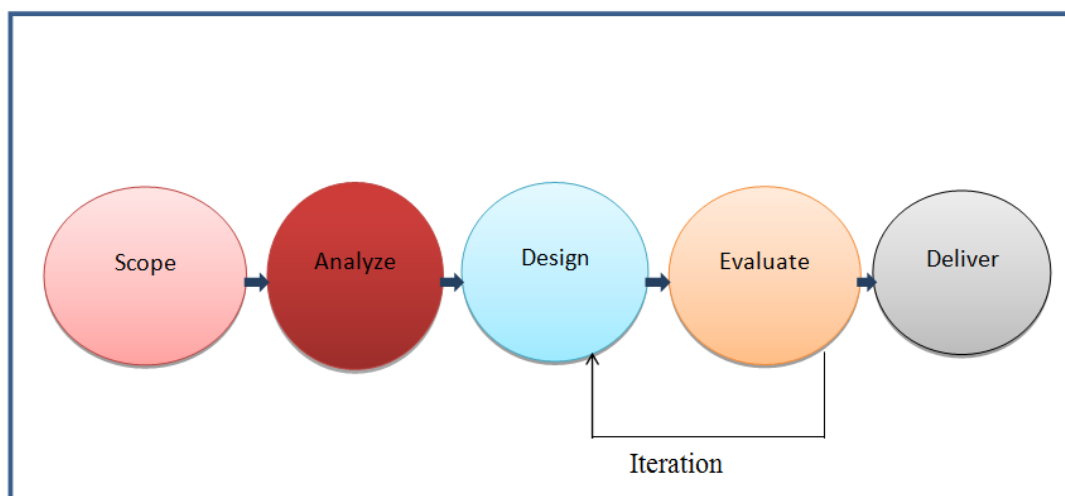 Scope
Analyze
Design
Evaluate
Deliver
Iteration